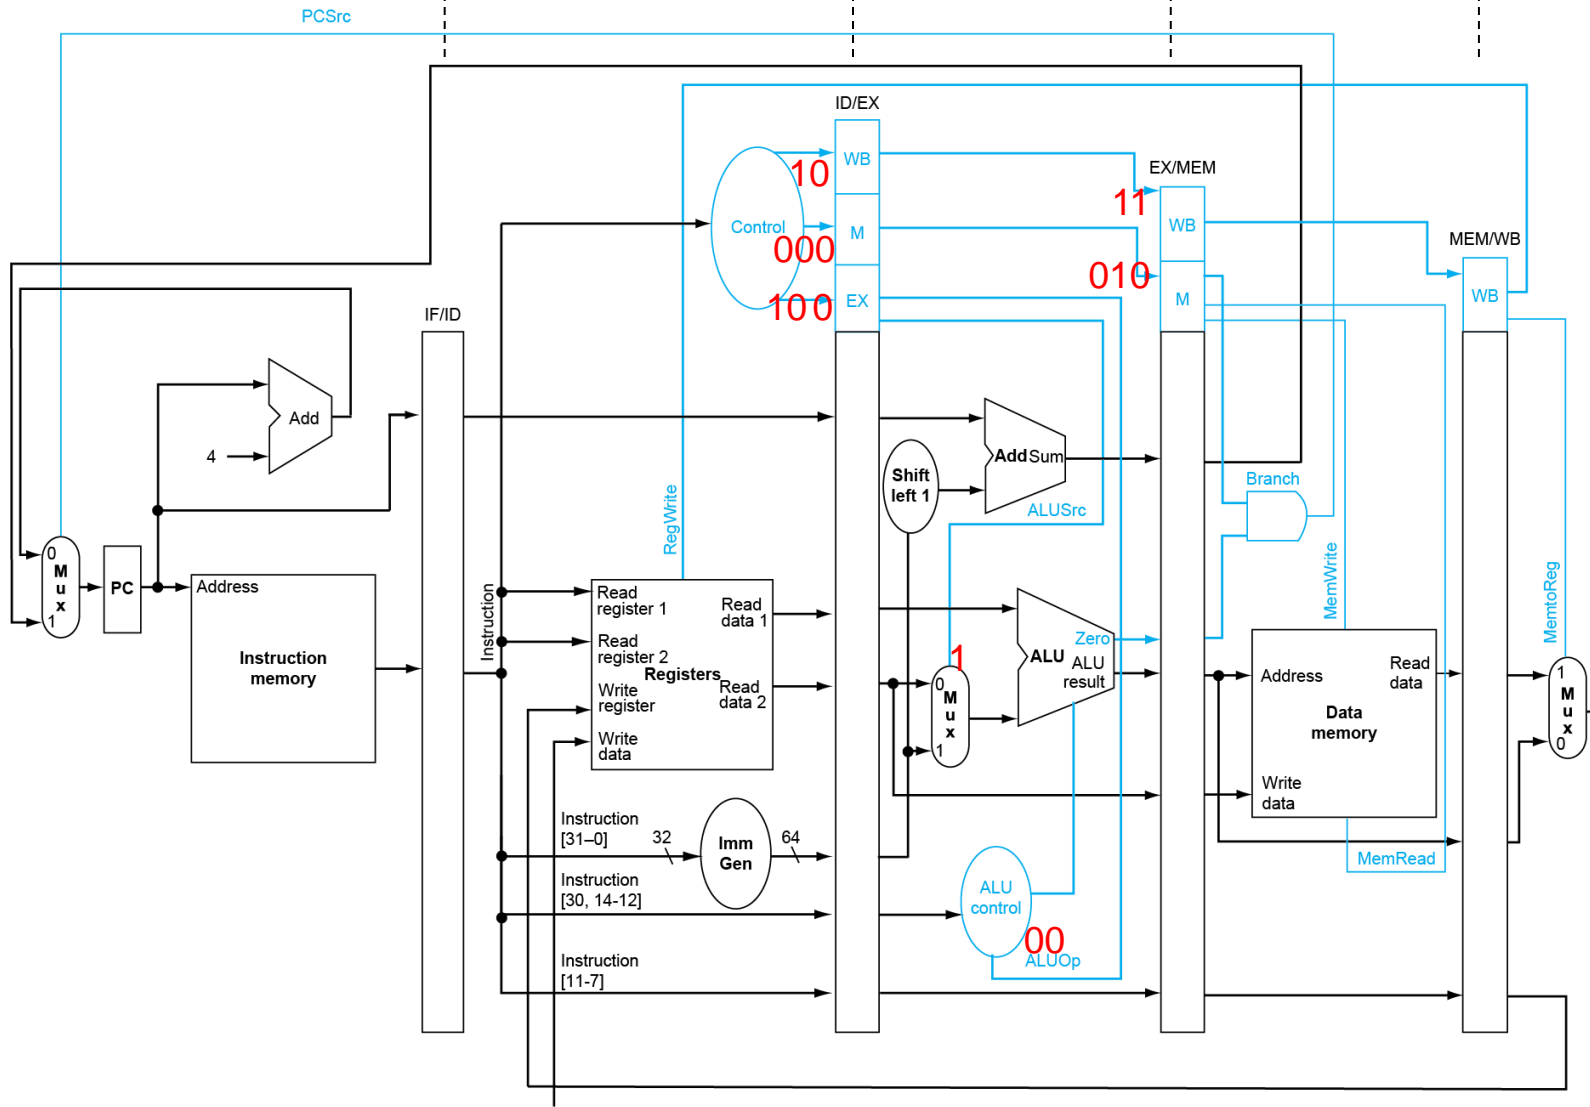 PCSrc
ID/EX
WB
10
EX/MEM
11
Control
M
WB
000
MEM/WB
010
M
EX
100
WB
IF/ID
Add
4
Add Sum
Shift
left 1
Branch
ALUSrc
RegWrite
0
M
u
x
1
PC
Address
Instruction
memory
Instruction
Read
register 1
Read
data 1
Read
register 2
Registers
Write
register
Read
data 2
Write
data
1
0
M
u
x
1
Zero
ALU
ALU
result
MemWrite
Address
Read
data
Data
memory
Write
data
MemRead
MemtoReg
1
M
u
x
0
Instruction
[31–0]
32
Imm
Gen
64
Instruction
[30, 14-12]
ALU
control
00
ALUOp
Instruction
[11-7]